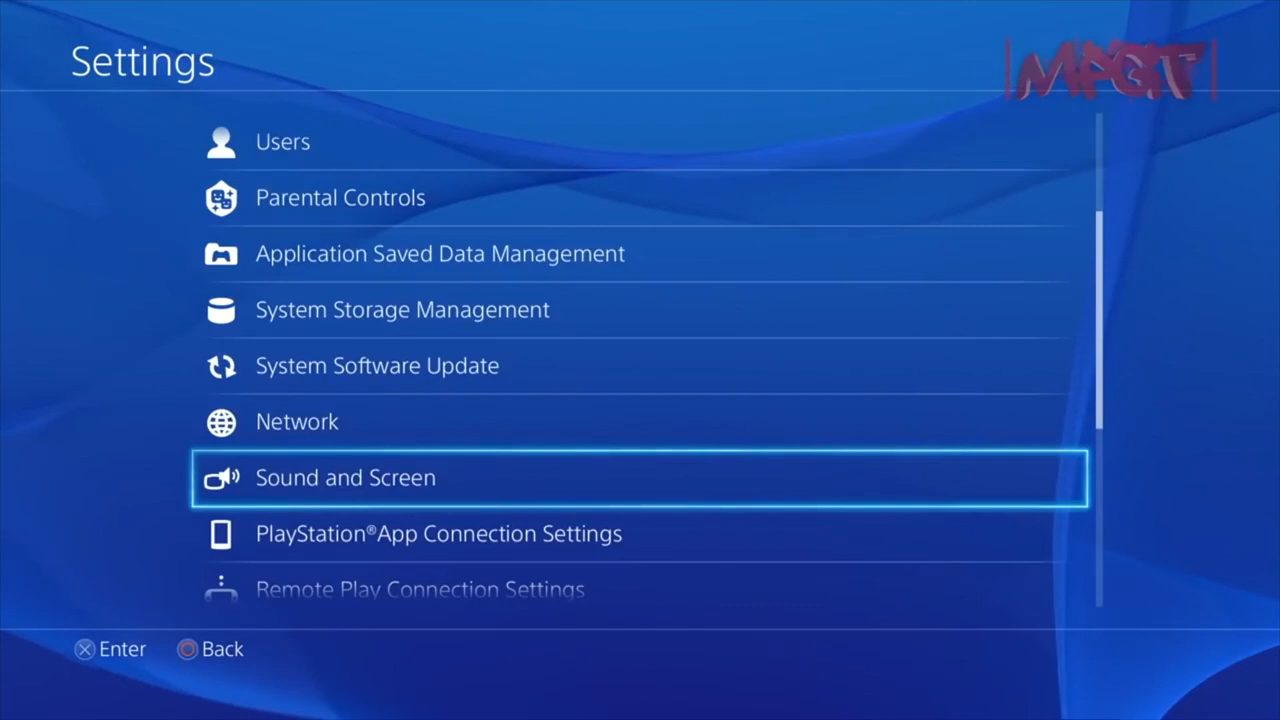 Settings
MPGT
Users
Parental Controls
Application Saved Data Management
System Storage Management
System Software Update
Network
Sound and Screen
PlayStation®App Connection Settings
Remote Play Connection Settings
Enter
Back